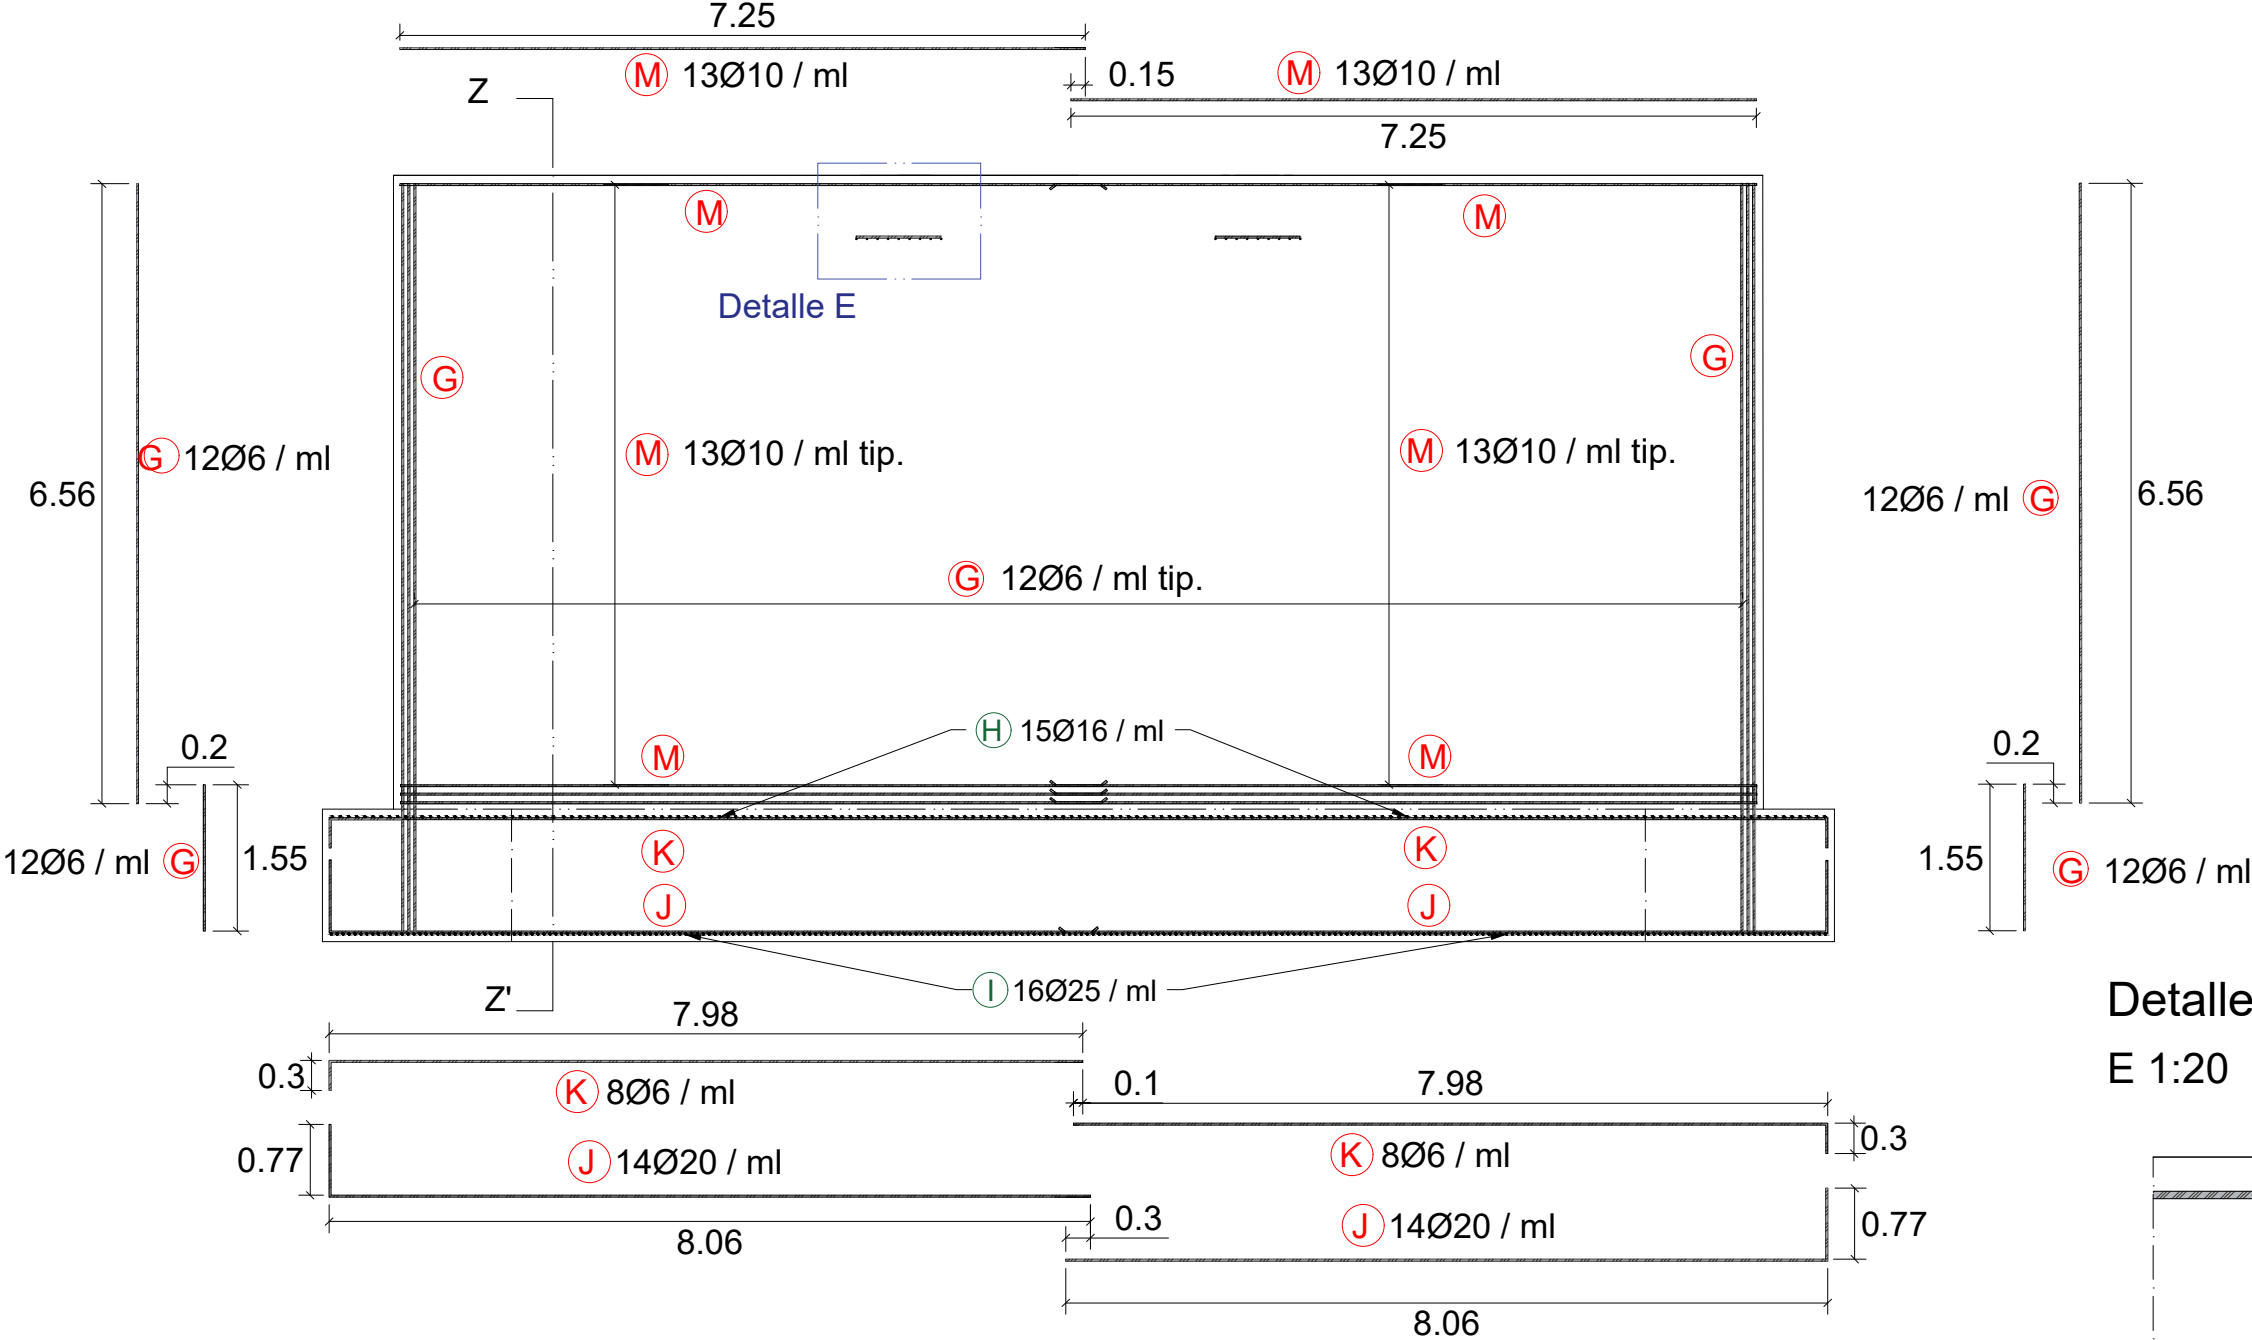 7.25
M 13Ø10 / ml
0.15
M 13Ø10 / ml
Z
7.25
M
M
Detalle E
G
G
G 12Ø6 / ml
M 13Ø10 / ml tip.
M 13Ø10 / ml tip.
6.56
12Ø6 / ml G
6.56
G 12Ø6 / ml tip.
0.2
H 15Ø16 / ml
0.2
M
M
12Ø6 / ml G
1.55
K
K
1.55
G 12Ø6 / ml
J
J
Z'
I 16Ø25 / ml
Detalle
7.98
0.3
K 8Ø6 / ml
0.1
7.98
E 1:20
0.77
J 14Ø20 / ml
K 8Ø6 / ml
0.3
8.06
0.3
J 14Ø20 / ml
0.77
8.06